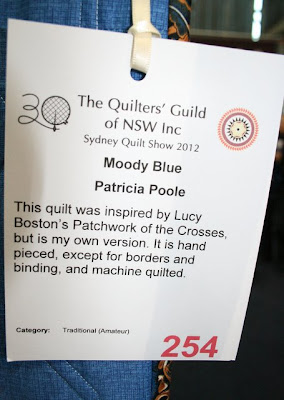 30
The Quilters' Guild
of NSW Inc
Sydney Quilt Show 2012
Moody Blue
Patricia Poole
This quilt was inspired by Lucy
Boston's Patchwork of the Crosses,
but is my own version. It is hand
pieced, except for borders and
binding, and machine quilted.
Category: Traditional (Amateur)
254